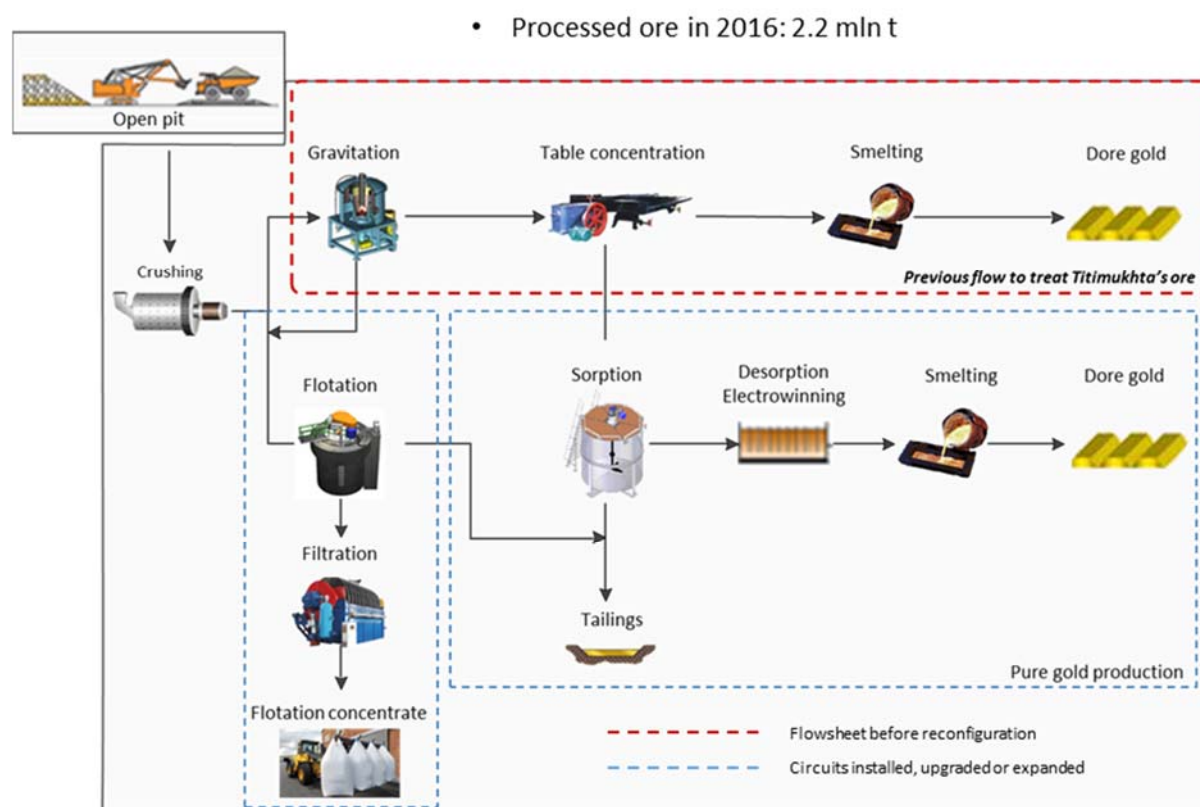 • Processed ore in 2016: 2.2 mln t
Open pit
Gravitation
Table concentration
Smelting
Dore gold
Crushing
Previous flow to treat Titimukhta's ore
Flotation
Sorption
Desorption
Electrowinning
Smelting
Dore gold
Filtration
Tailings
Pure gold production
Flotation concentrate
Flowsheet before reconfiguration
Circuits installed, upgraded or expanded